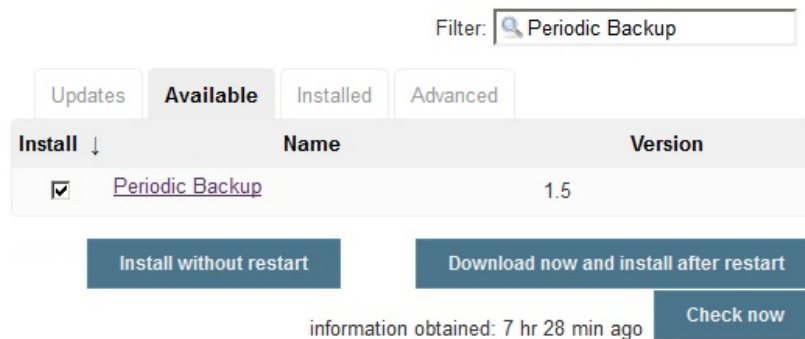 Filter: Periodic Backup
Updates Available Installed Advanced
Install ↓ Name Version
Periodic Backup 1.5
Install without restart Download now and install after restart
information obtained: 7 hr 28 min ago Check now